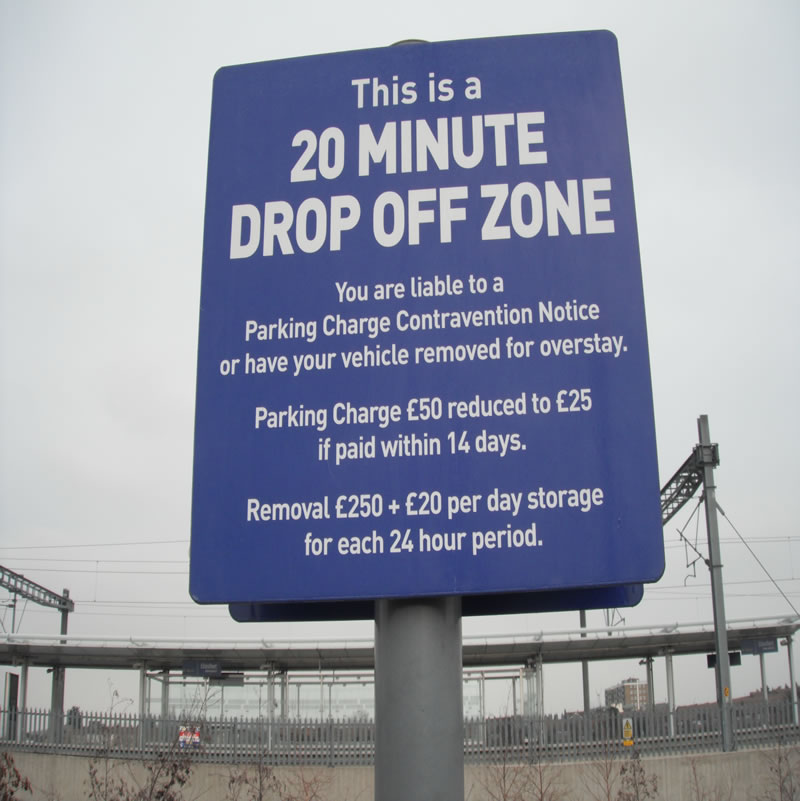 This is a
20 MINUTE
DROP OFF ZONE
You are liable to a
Parking Charge Contravention Notice
or have your vehicle removed for overstay.
Parking Charge £50 reduced to £25
if paid within 14 days.
Removal £250 + £20 per day storage
for each 24 hour period.